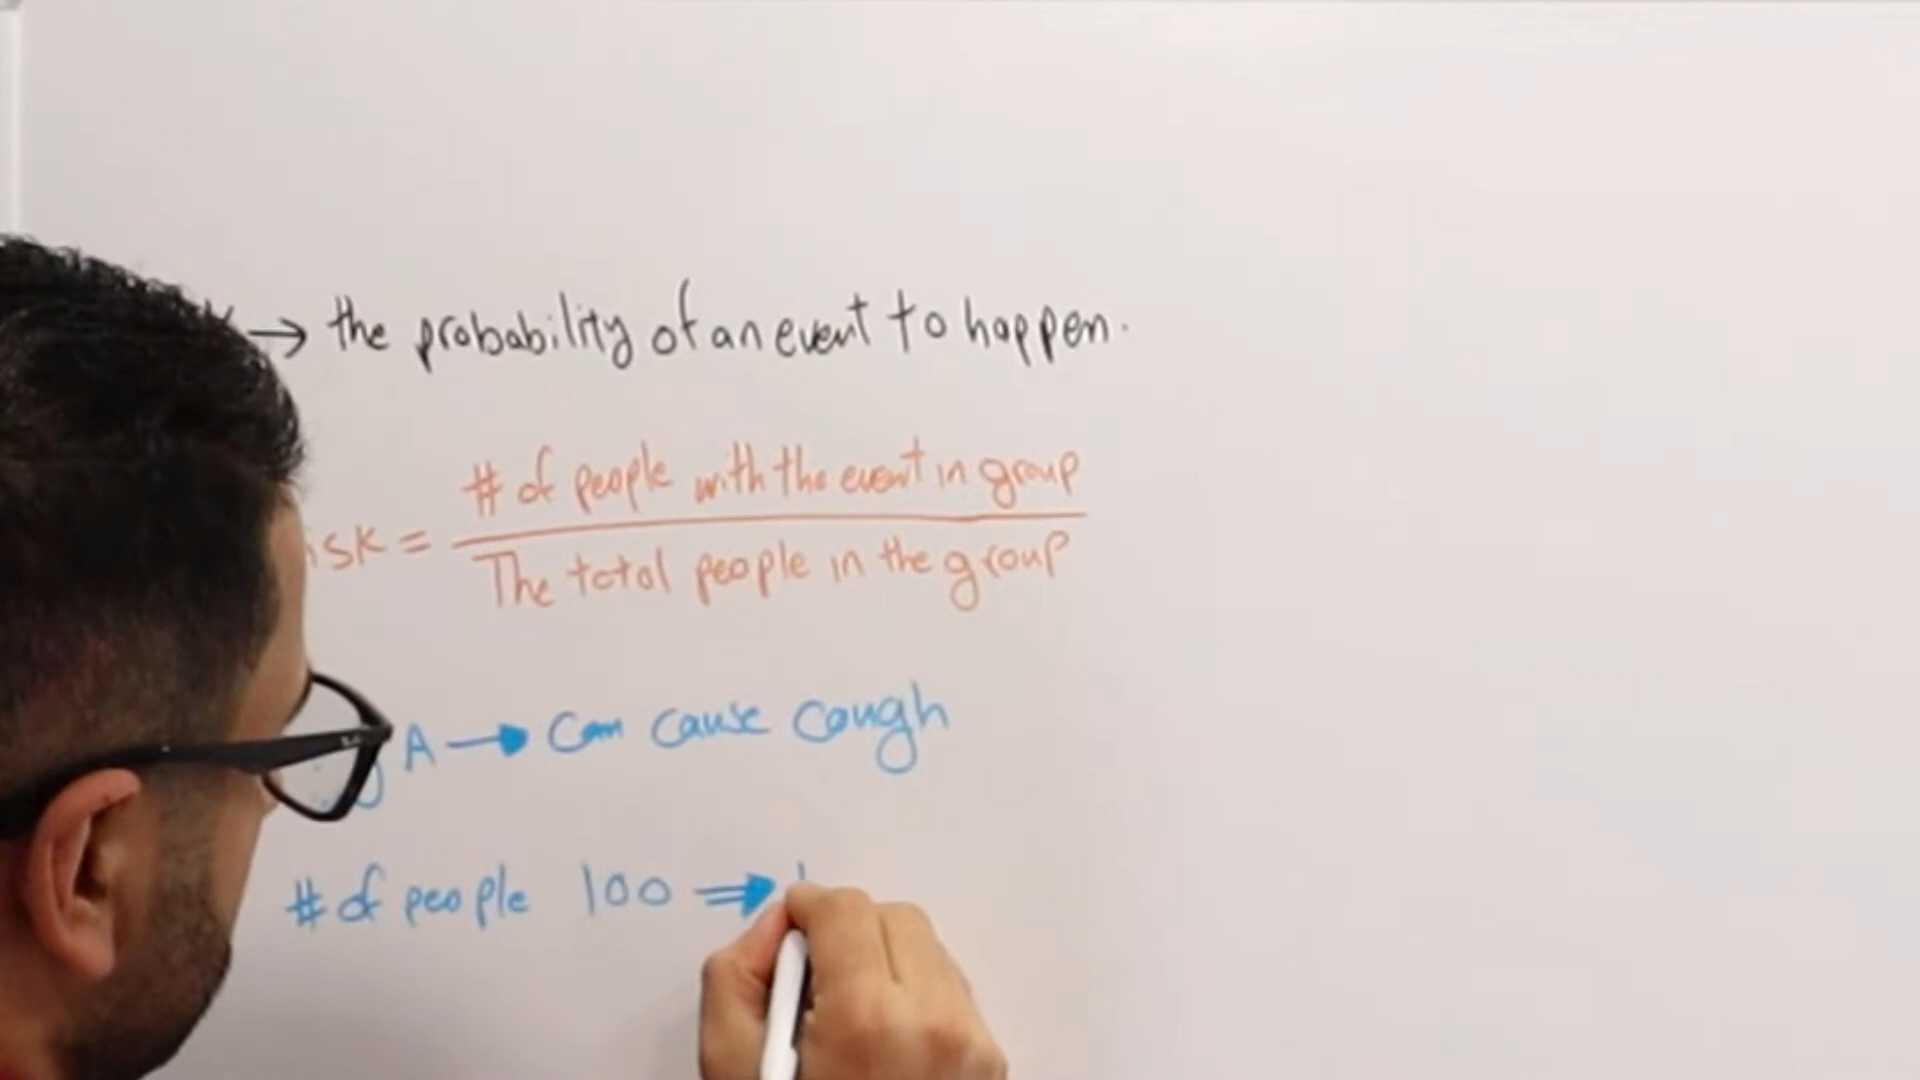 → the probability of an event to happen.
# of people with the event in group
isk =
The total people in the group
A → Can cause cough
# of people 100 ⇒